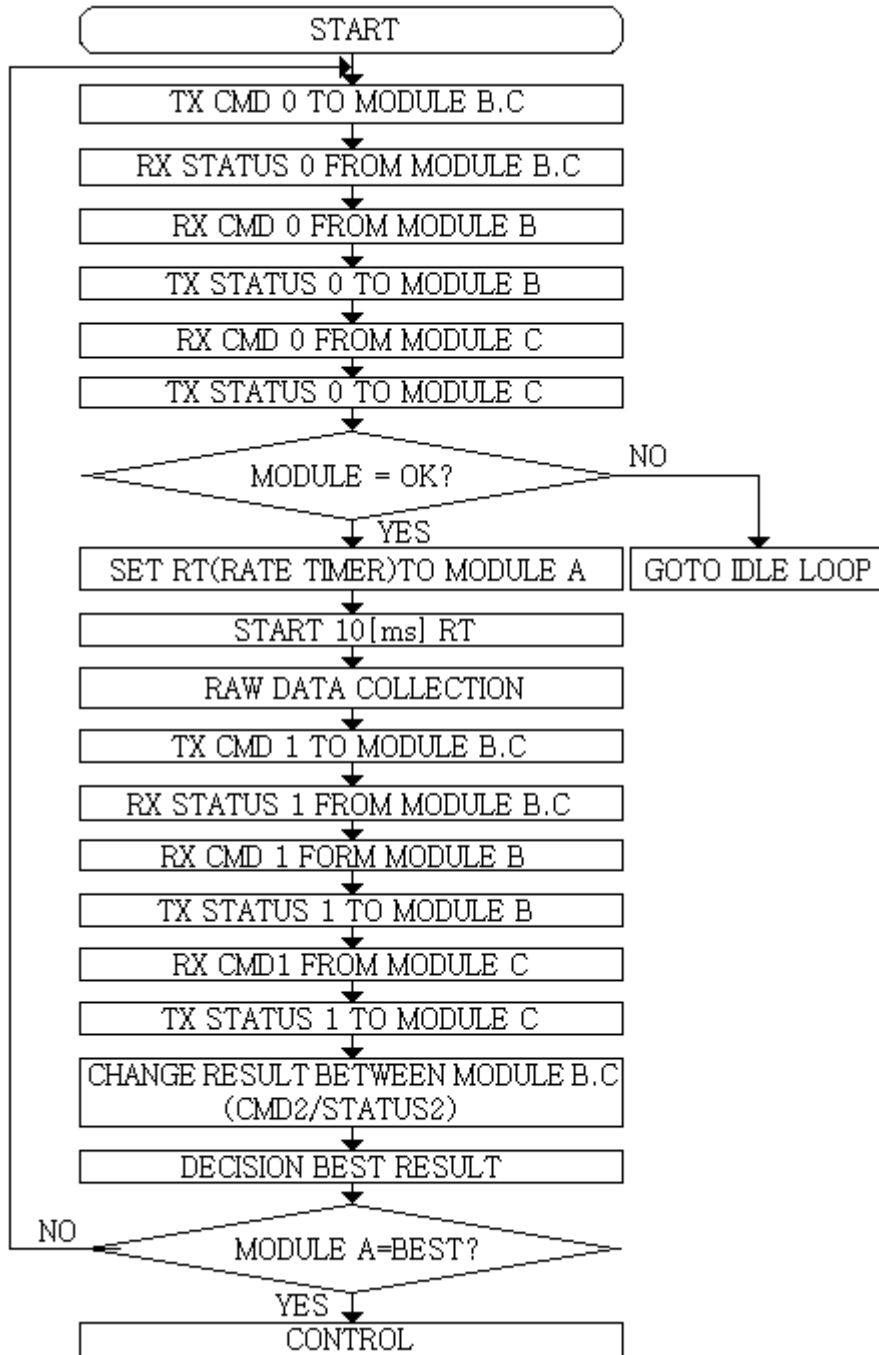 START
TX CMD 0 TO MODULE B.C
RX STATUS 0 FROM MODULE B.C
RX CMD 0 FROM MODULE B
TX STATUS 0 TO MODULE B
RX CMD 0 FROM MODULE C
TX STATUS 0 TO MODULE C
MODULE = OK?
NO
YES
SET RT(RATE TIMER)TO MODULE A
GOTO IDLE LOOP
START 10[ms] RT
RAW DATA COLLECTION
TX CMD 1 TO MODULE B.C
RX STATUS 1 FROM MODULE B.C
RX CMD 1 FORM MODULE B
TX STATUS 1 TO MODULE B
RX CMD1 FROM MODULE C
TX STATUS 1 TO MODULE C
CHANGE RESULT BETWEEN MODULE B.C
(CMD2/STATUS2)
DECISION BEST RESULT
NO
MODULE A=BEST?
YES
CONTROL